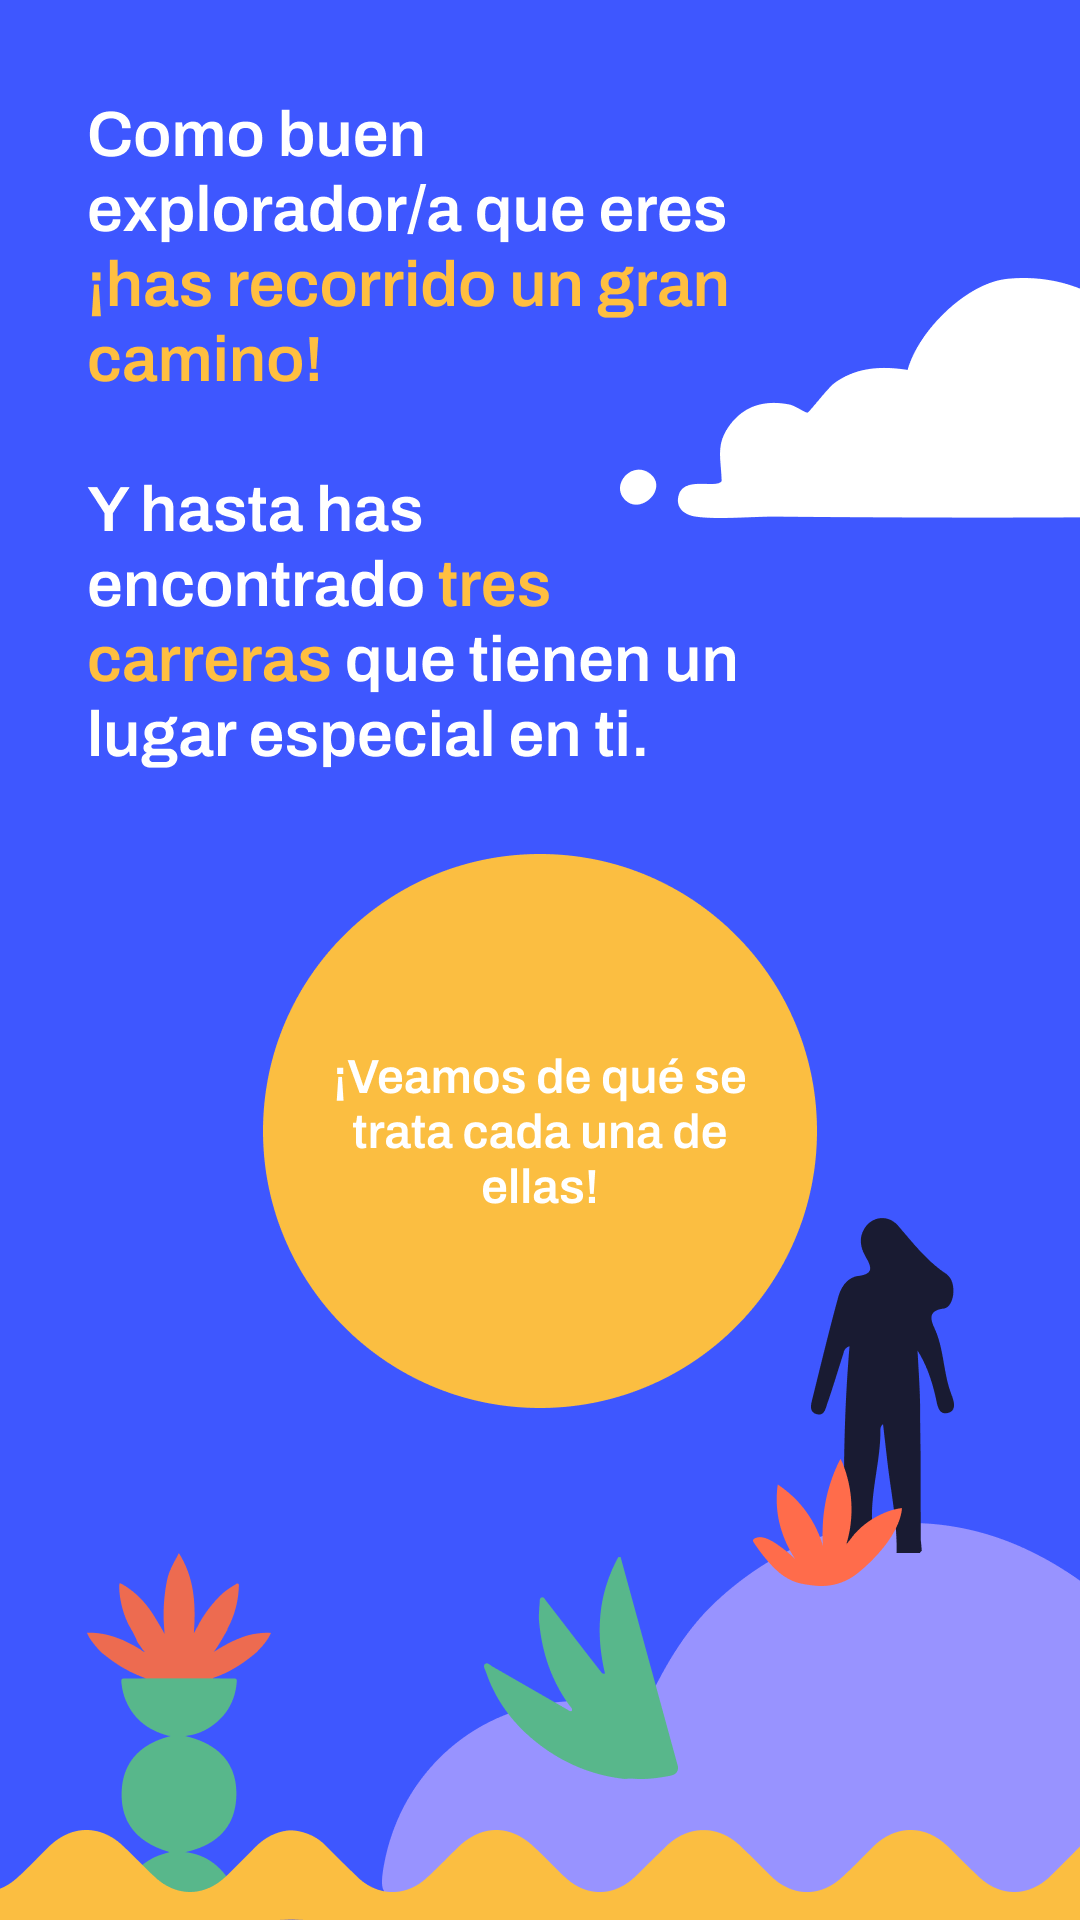 Como buen
explorador/a que eres
¡has recorrido un gran
camino!
Y hasta has
encontrado tres
carreras que tienen un
lugar especial en ti.
¡Veamos de qué se
trata cada una de
ellas!